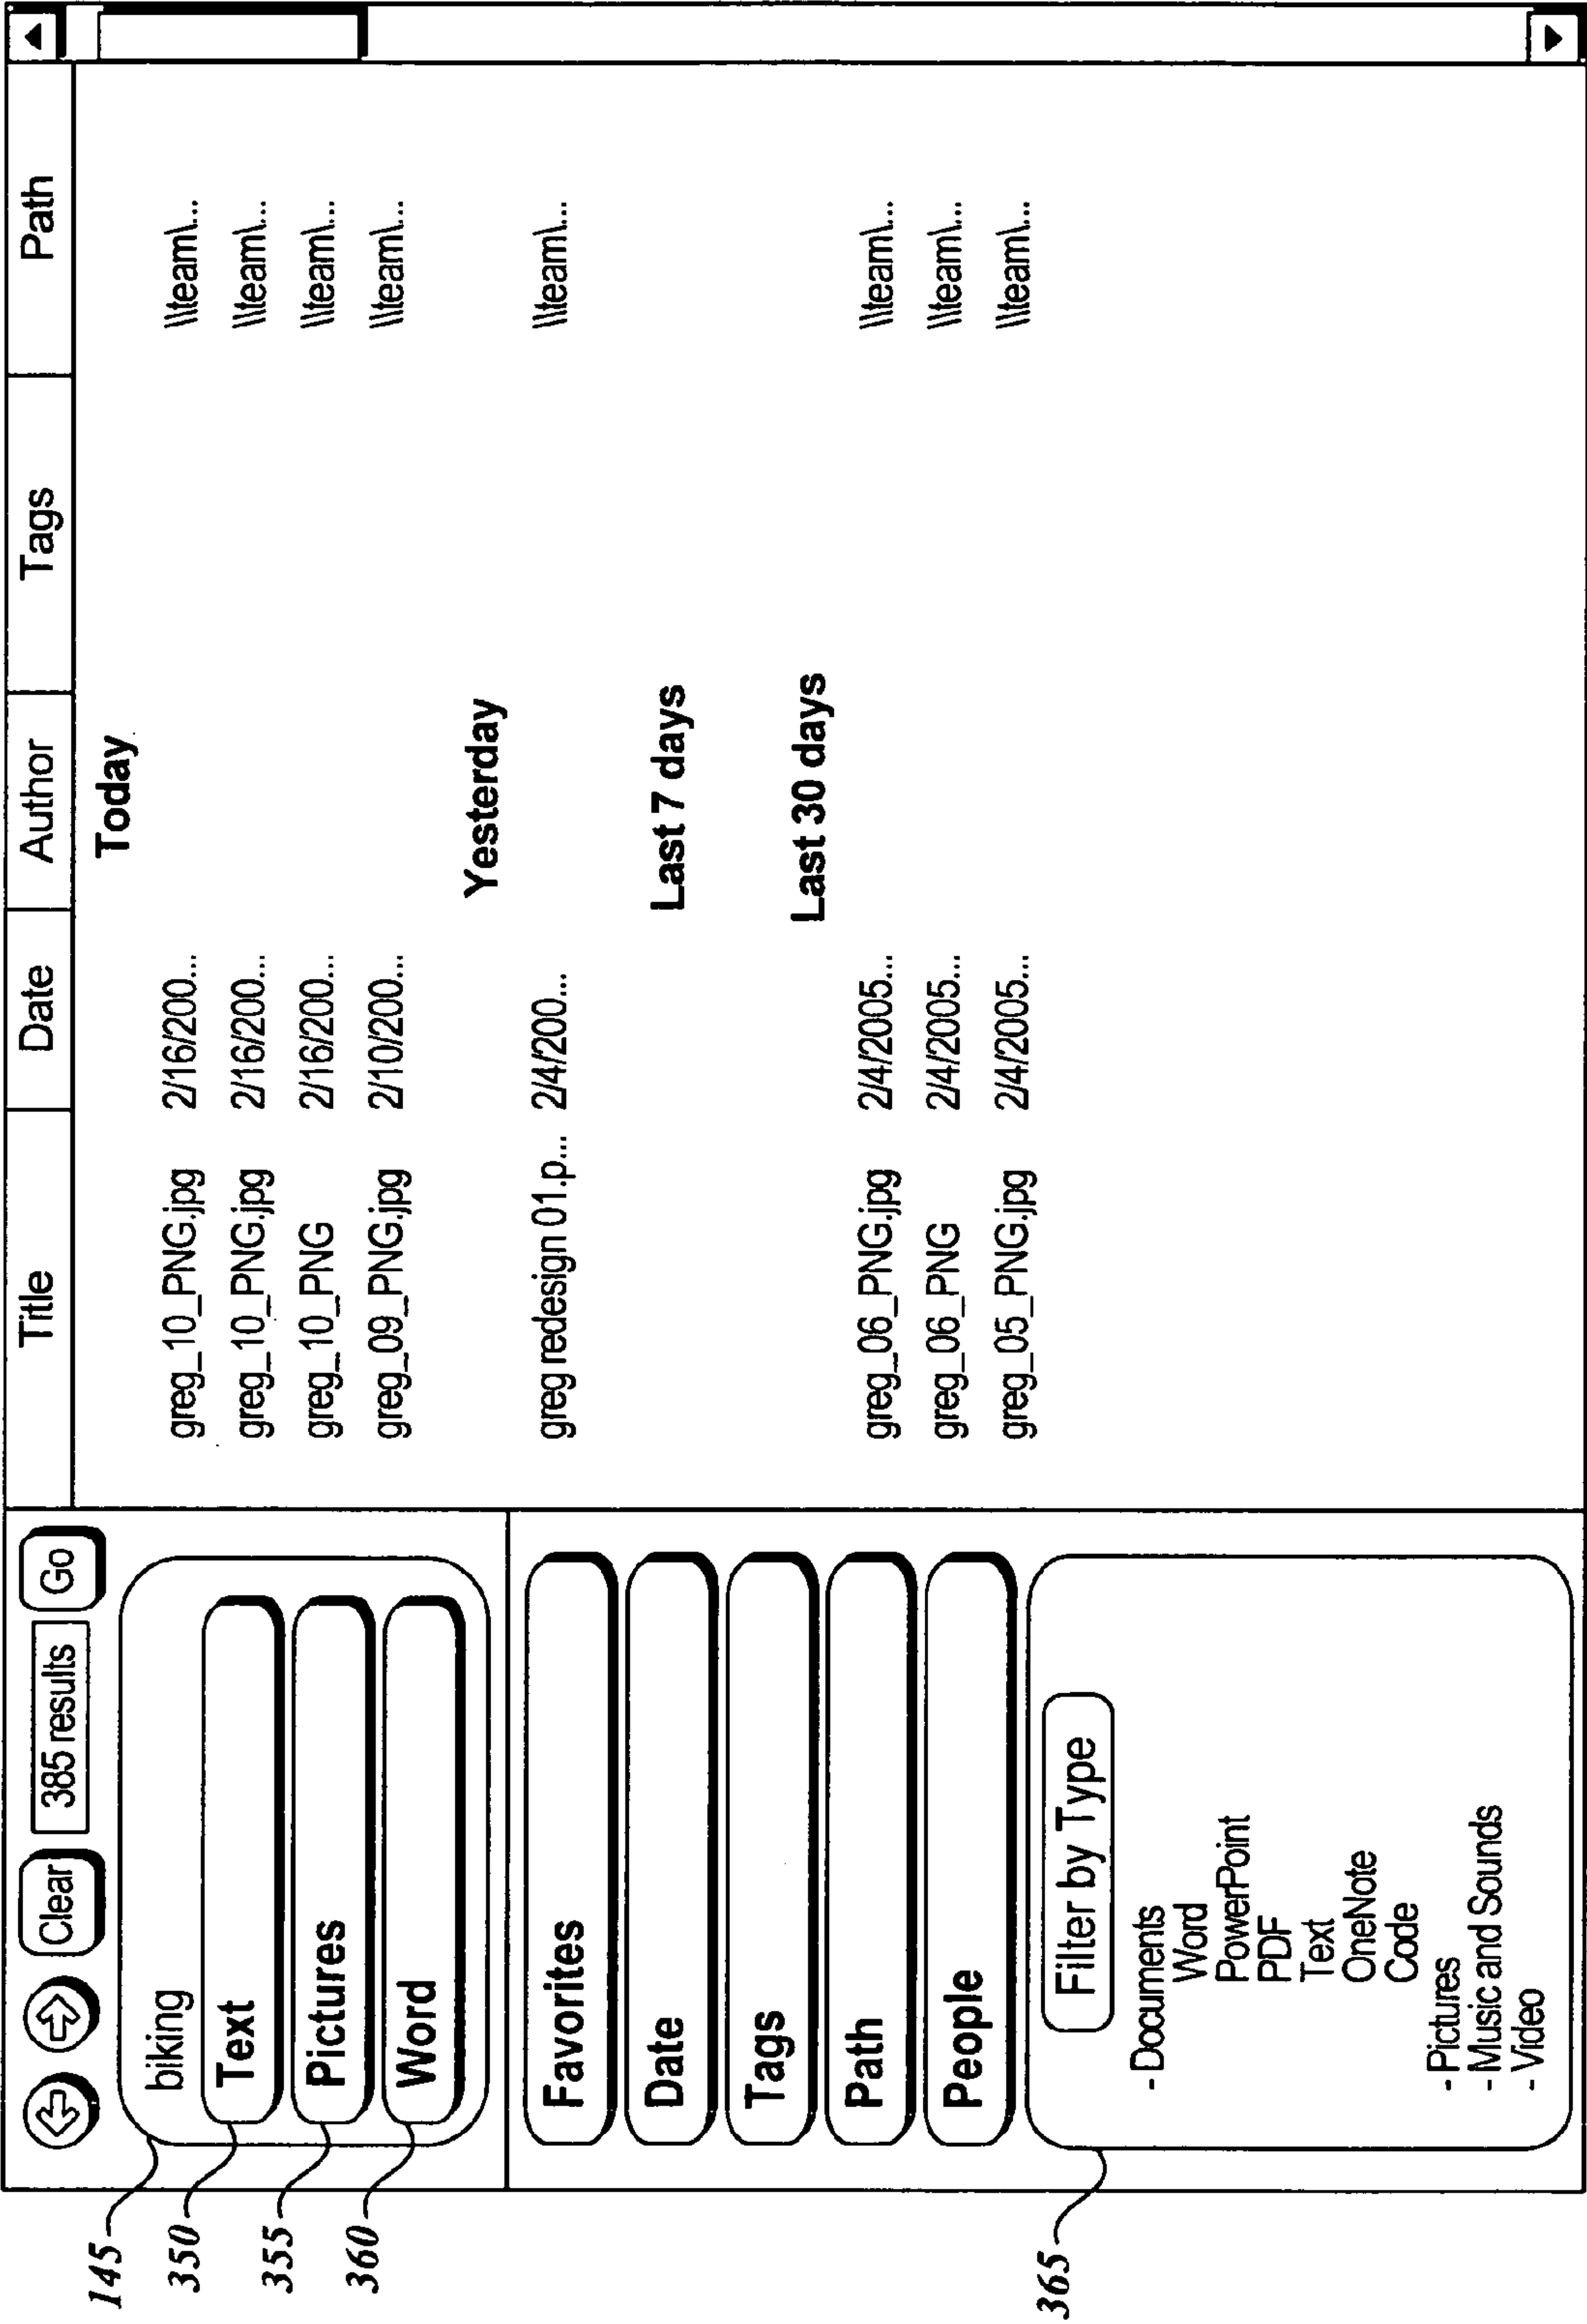 Clear 385 results Go
biking
Text
Pictures
Word
Favorites
Date
Tags
Path
People
Filter by Type
- Documents
Word
PowerPoint
PDF
Text
OneNote
Code
- Pictures
- Music and Sounds
- Video
Title Date Author Tags Path
Today
greg_10_PNG.jpg 2/16/200... \\team\...
greg_10_PNG.jpg 2/16/200... \\team\...
greg_10_PNG 2/16/200... \\team\...
greg_09_PNG.jpg 2/10/200... \\team\...
Yesterday
greg redesign 01.p... 2/4/200... \\team\...
Last 7 days
Last 30 days
greg_06_PNG.jpg 2/4/2005... \\team\...
greg_06_PNG 2/4/2005... \\team\...
greg_05_PNG.jpg 2/4/2005... \\team\...
145
350
355
360
365